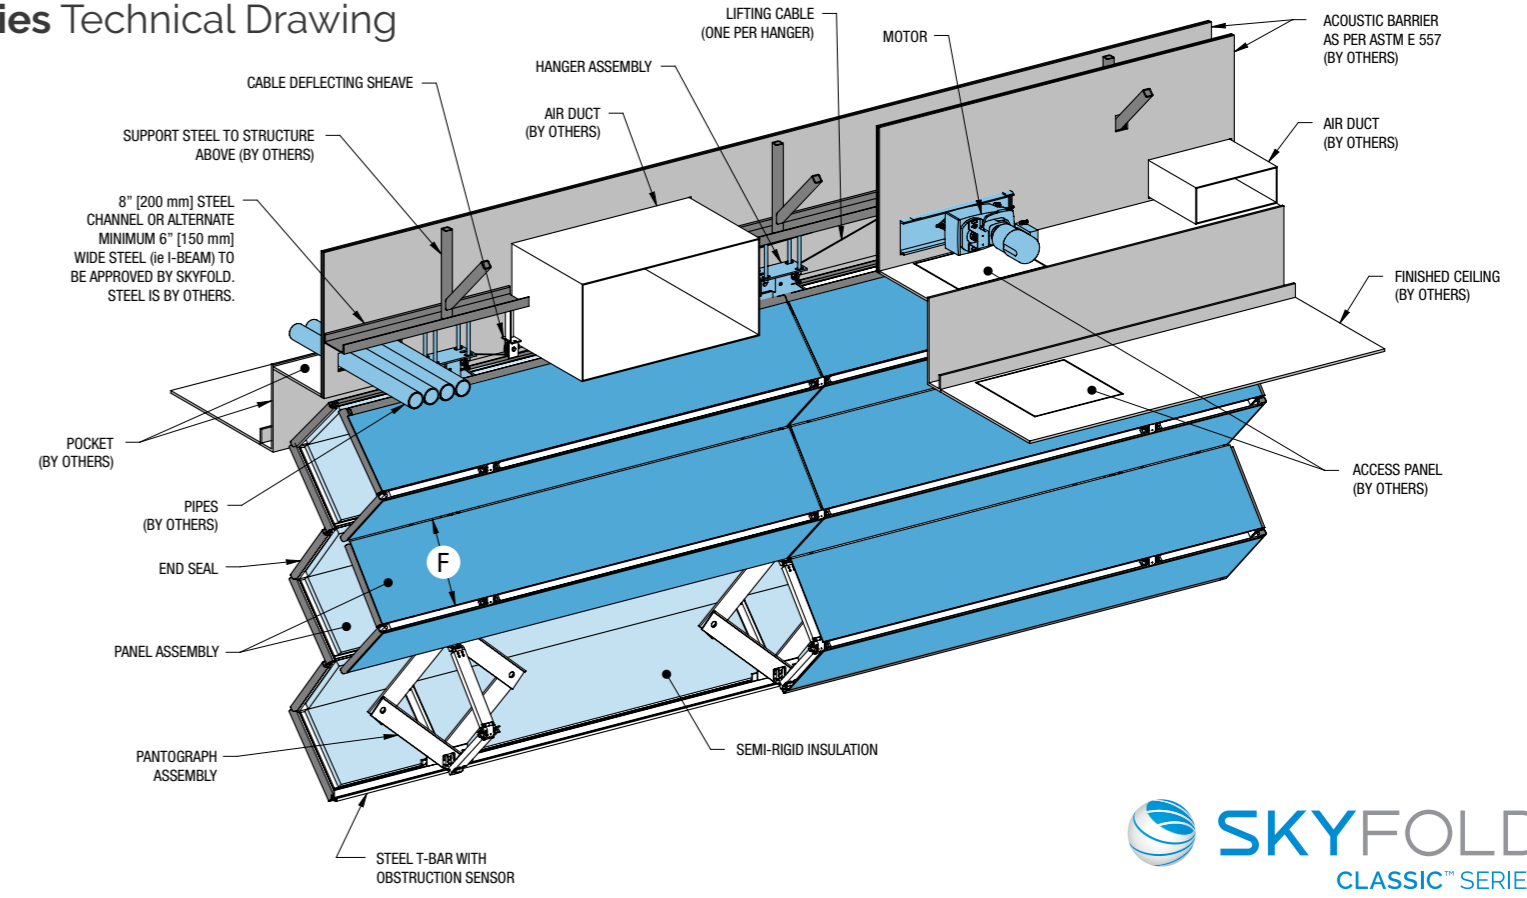 ies Technical Drawing
LIFTING CABLE
(ONE PER HANGER)
MOTOR
ACOUSTIC BARRIER
AS PER ASTM E 557
(BY OTHERS)
HANGER ASSEMBLY
CABLE DEFLECTING SHEAVE
AIR DUCT
(BY OTHERS)
AIR DUCT
(BY OTHERS)
SUPPORT STEEL TO STRUCTURE
ABOVE (BY OTHERS)
8” [200 mm] STEEL
CHANNEL OR ALTERNATE
MINIMUM 6” [150 mm]
WIDE STEEL (ie I-BEAM) TO
BE APPROVED BY SKYFOLD.
STEEL IS BY OTHERS.
FINISHED CEILING
(BY OTHERS)
POCKET
(BY OTHERS)
ACCESS PANEL
(BY OTHERS)
PIPES
(BY OTHERS)
END SEAL
F
PANEL ASSEMBLY
PANTOGRAPH
ASSEMBLY
SEMI-RIGID INSULATION
STEEL T-BAR WITH
OBSTRUCTION SENSOR
SKYFOLD
CLASSIC™ SERIE